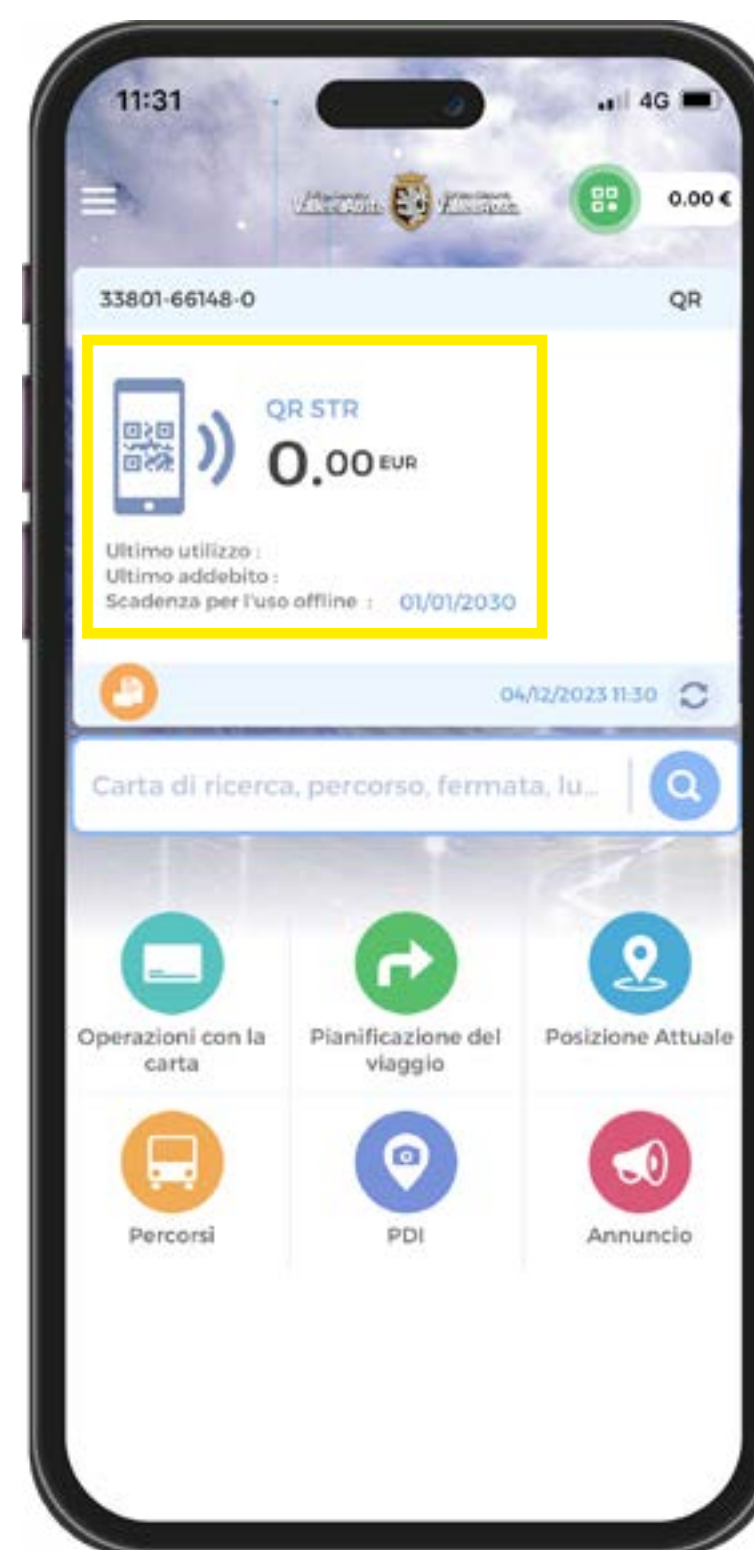 11:31
4G
0.00 €
33801-66148-0
QR
QR STR
0.00 EUR
Ultimo utilizzo :
Ultimo addebito :
Scadenza per l'uso offline : 01/01/2030
04/12/2023 11:30
Carta di ricerca, percorso, fermata, lu...
Operazioni con la
carta
Pianificazione del
viaggio
Posizione Attuale
Percorsi
PDI
Annuncio